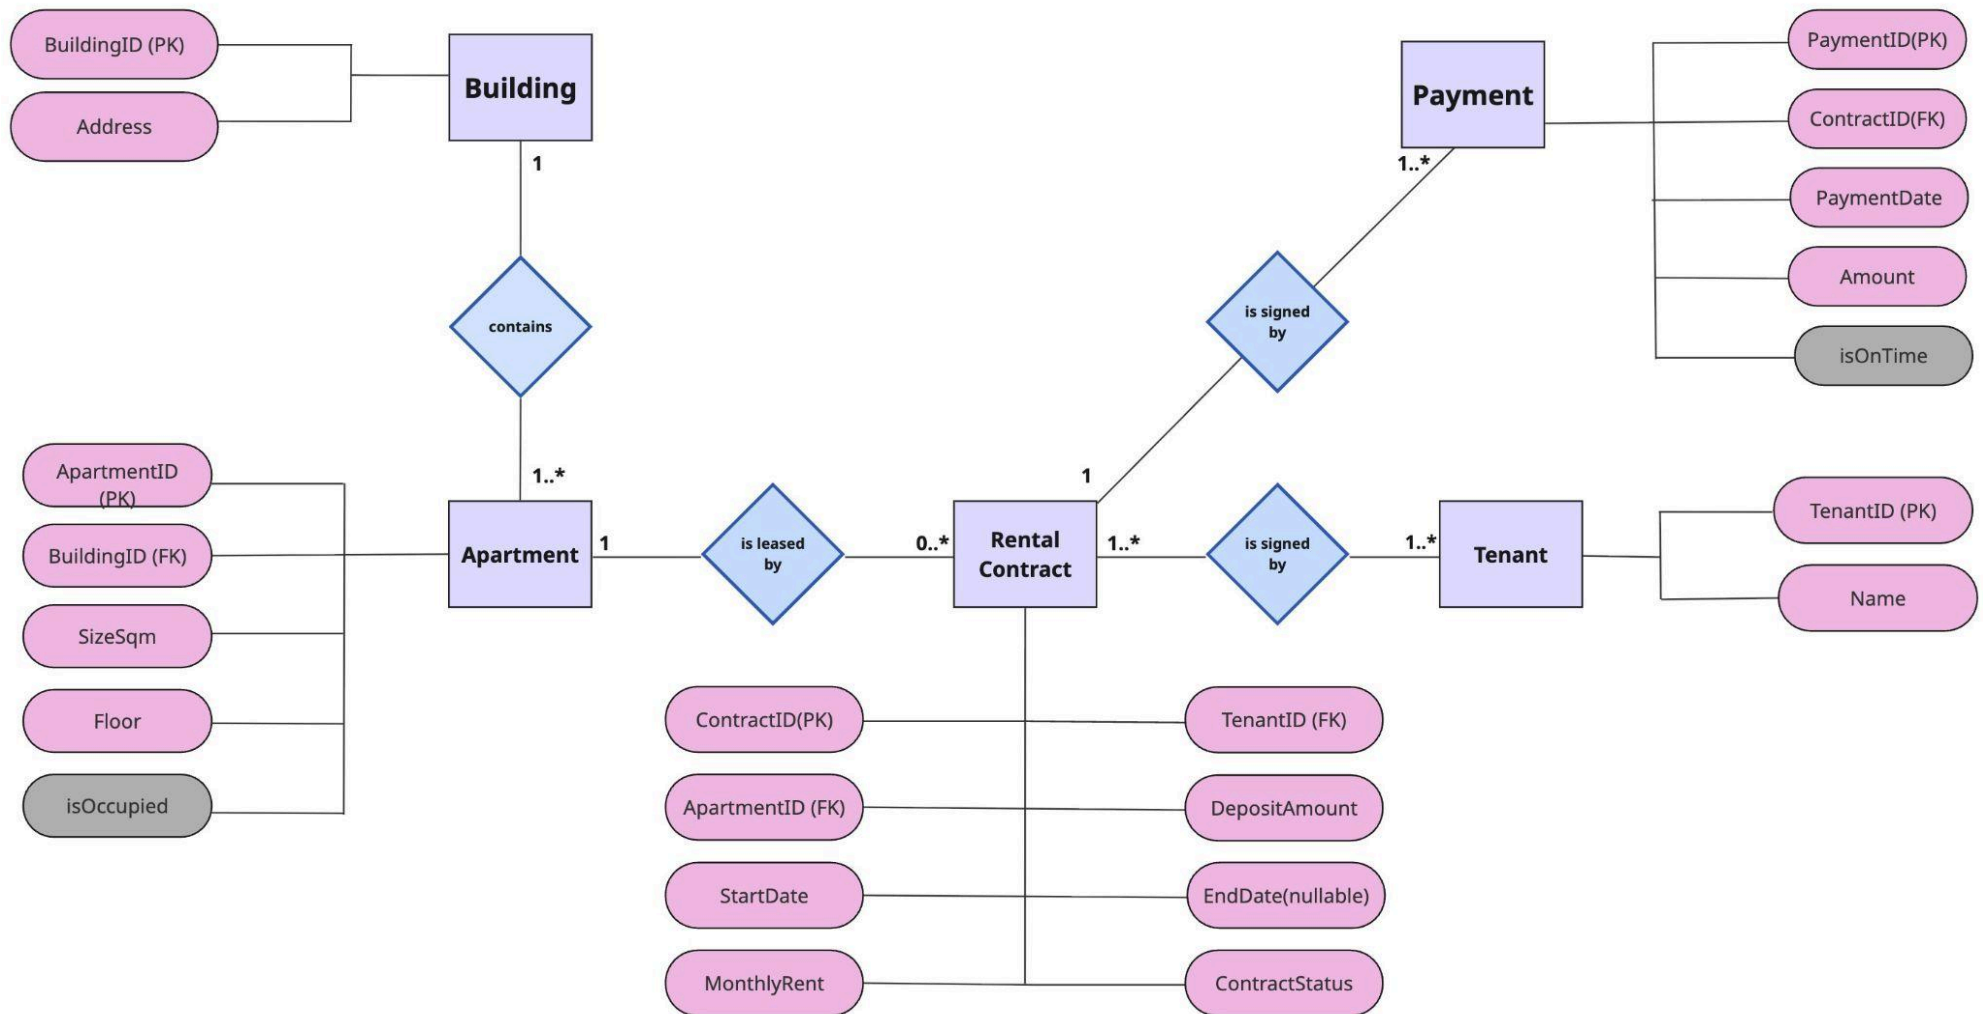 BuildingID (PK)
Address
Building
1
contains
1..*
Payment
1..*
PaymentID(PK)
ContractID(FK)
PaymentDate
Amount
isOnTime
is signed
by
1
ApartmentID
(PK)
BuildingID (FK)
SizeSqm
Floor
isOccupied
Apartment
1
is leased
by
0..*
Rental
Contract
1..*
is signed
by
1..*
Tenant
TenantID (PK)
Name
ContractID(PK)
TenantID (FK)
ApartmentID (FK)
DepositAmount
StartDate
EndDate(nullable)
MonthlyRent
ContractStatus